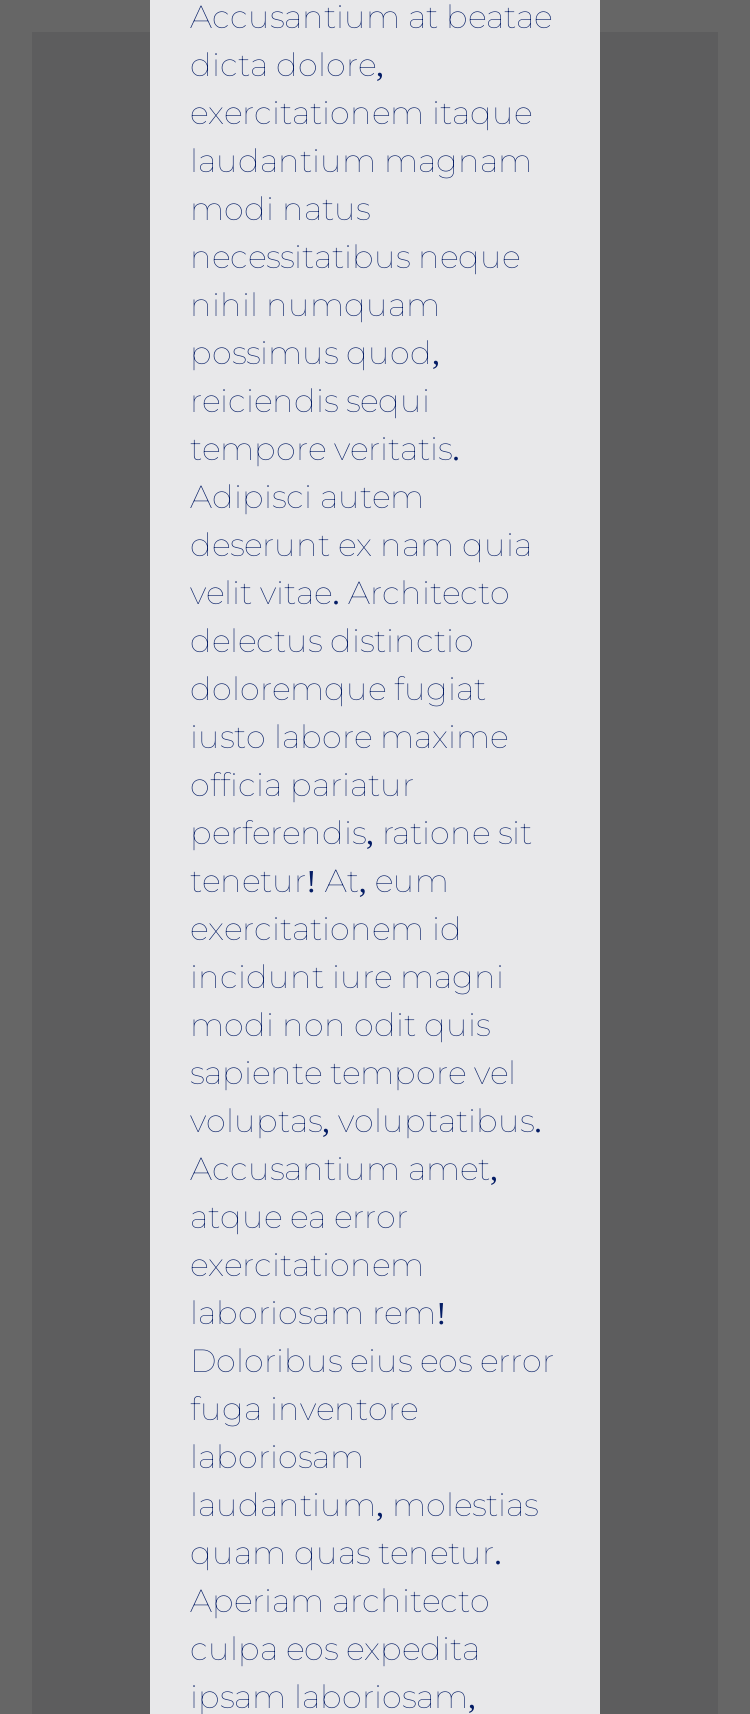 Accusantium at beatae
dicta dolore,
exercitationem itaque
laudantium magnam
modi natus
necessitatibus neque
nihil numquam
possimus quod,
reiciendis sequi
tempore veritatis.
Adipisci autem
deserunt ex nam quia
velit vitae. Architecto
delectus distinctio
doloremque fugiat
iusto labore maxime
officia pariatur
perferendis, ratione sit
tenetur! At, eum
exercitationem id
incidunt iure magni
modi non odit quis
sapiente tempore vel
voluptas, voluptatibus.
Accusantium amet,
atque ea error
exercitationem
laboriosam rem!
Doloribus eius eos error
fuga inventore
laboriosam
laudantium, molestias
quam quas tenetur.
Aperiam architecto
culpa eos expedita
ipsam laboriosam,